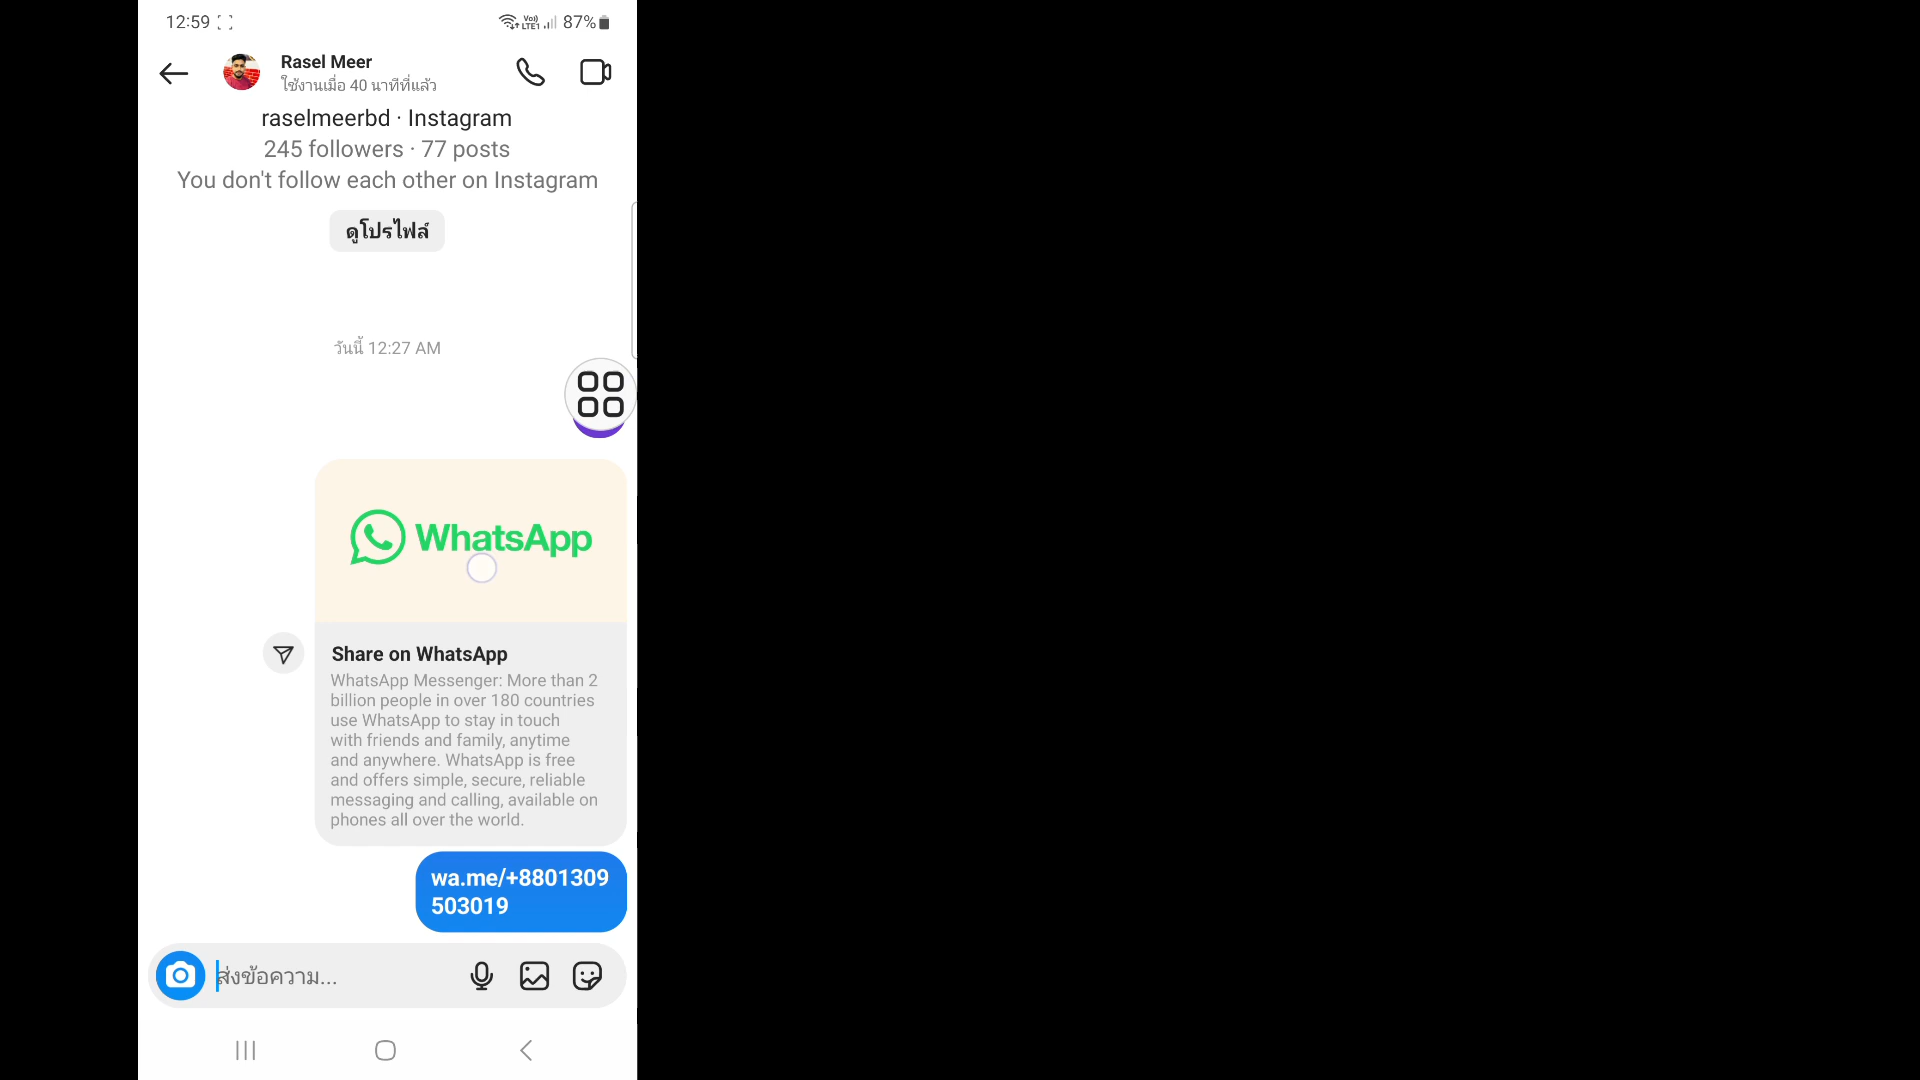 12:59
Vo)) LTE1 87%
Rasel Meer
ใช้งานเมื่อ 40 นาทีที่แล้ว
raselmeerbd · Instagram
245 followers · 77 posts
You don't follow each other on Instagram
ดูโปรไฟล์
วันนี้ 12:27 AM
WhatsApp
Share on WhatsApp
WhatsApp Messenger: More than 2
billion people in over 180 countries
use WhatsApp to stay in touch
with friends and family, anytime
and anywhere. WhatsApp is free
and offers simple, secure, reliable
messaging and calling, available on
phones all over the world.
wa.me/+8801309
503019
ส่งข้อความ...